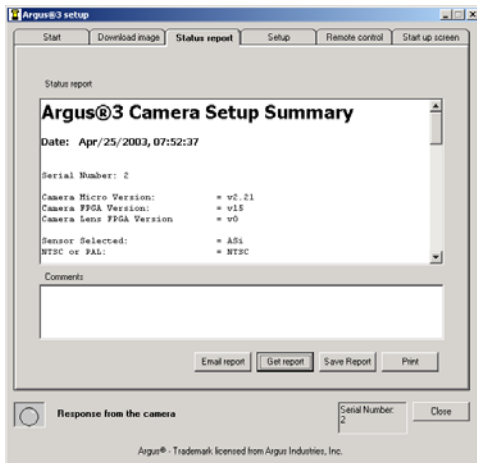 Argus®3 setup
Start Download image Status report Setup Remote control Start up screen
Status report
Argus®3 Camera Setup Summary
Date: Apr/25/2003, 07:52:37
Serial Number: 2
Camera Micro Version: = v2.21
Camera FPGA Version: = v15
Camera Lens FPGA Version = v0
Sensor Selected: = ASi
NTSC or PAL: = NTSC
Comments
Email report Get report Save Report Print
Response from the camera
Serial Number:
2
Close
Argus® - Trademark licensed from Argus Industries, Inc.